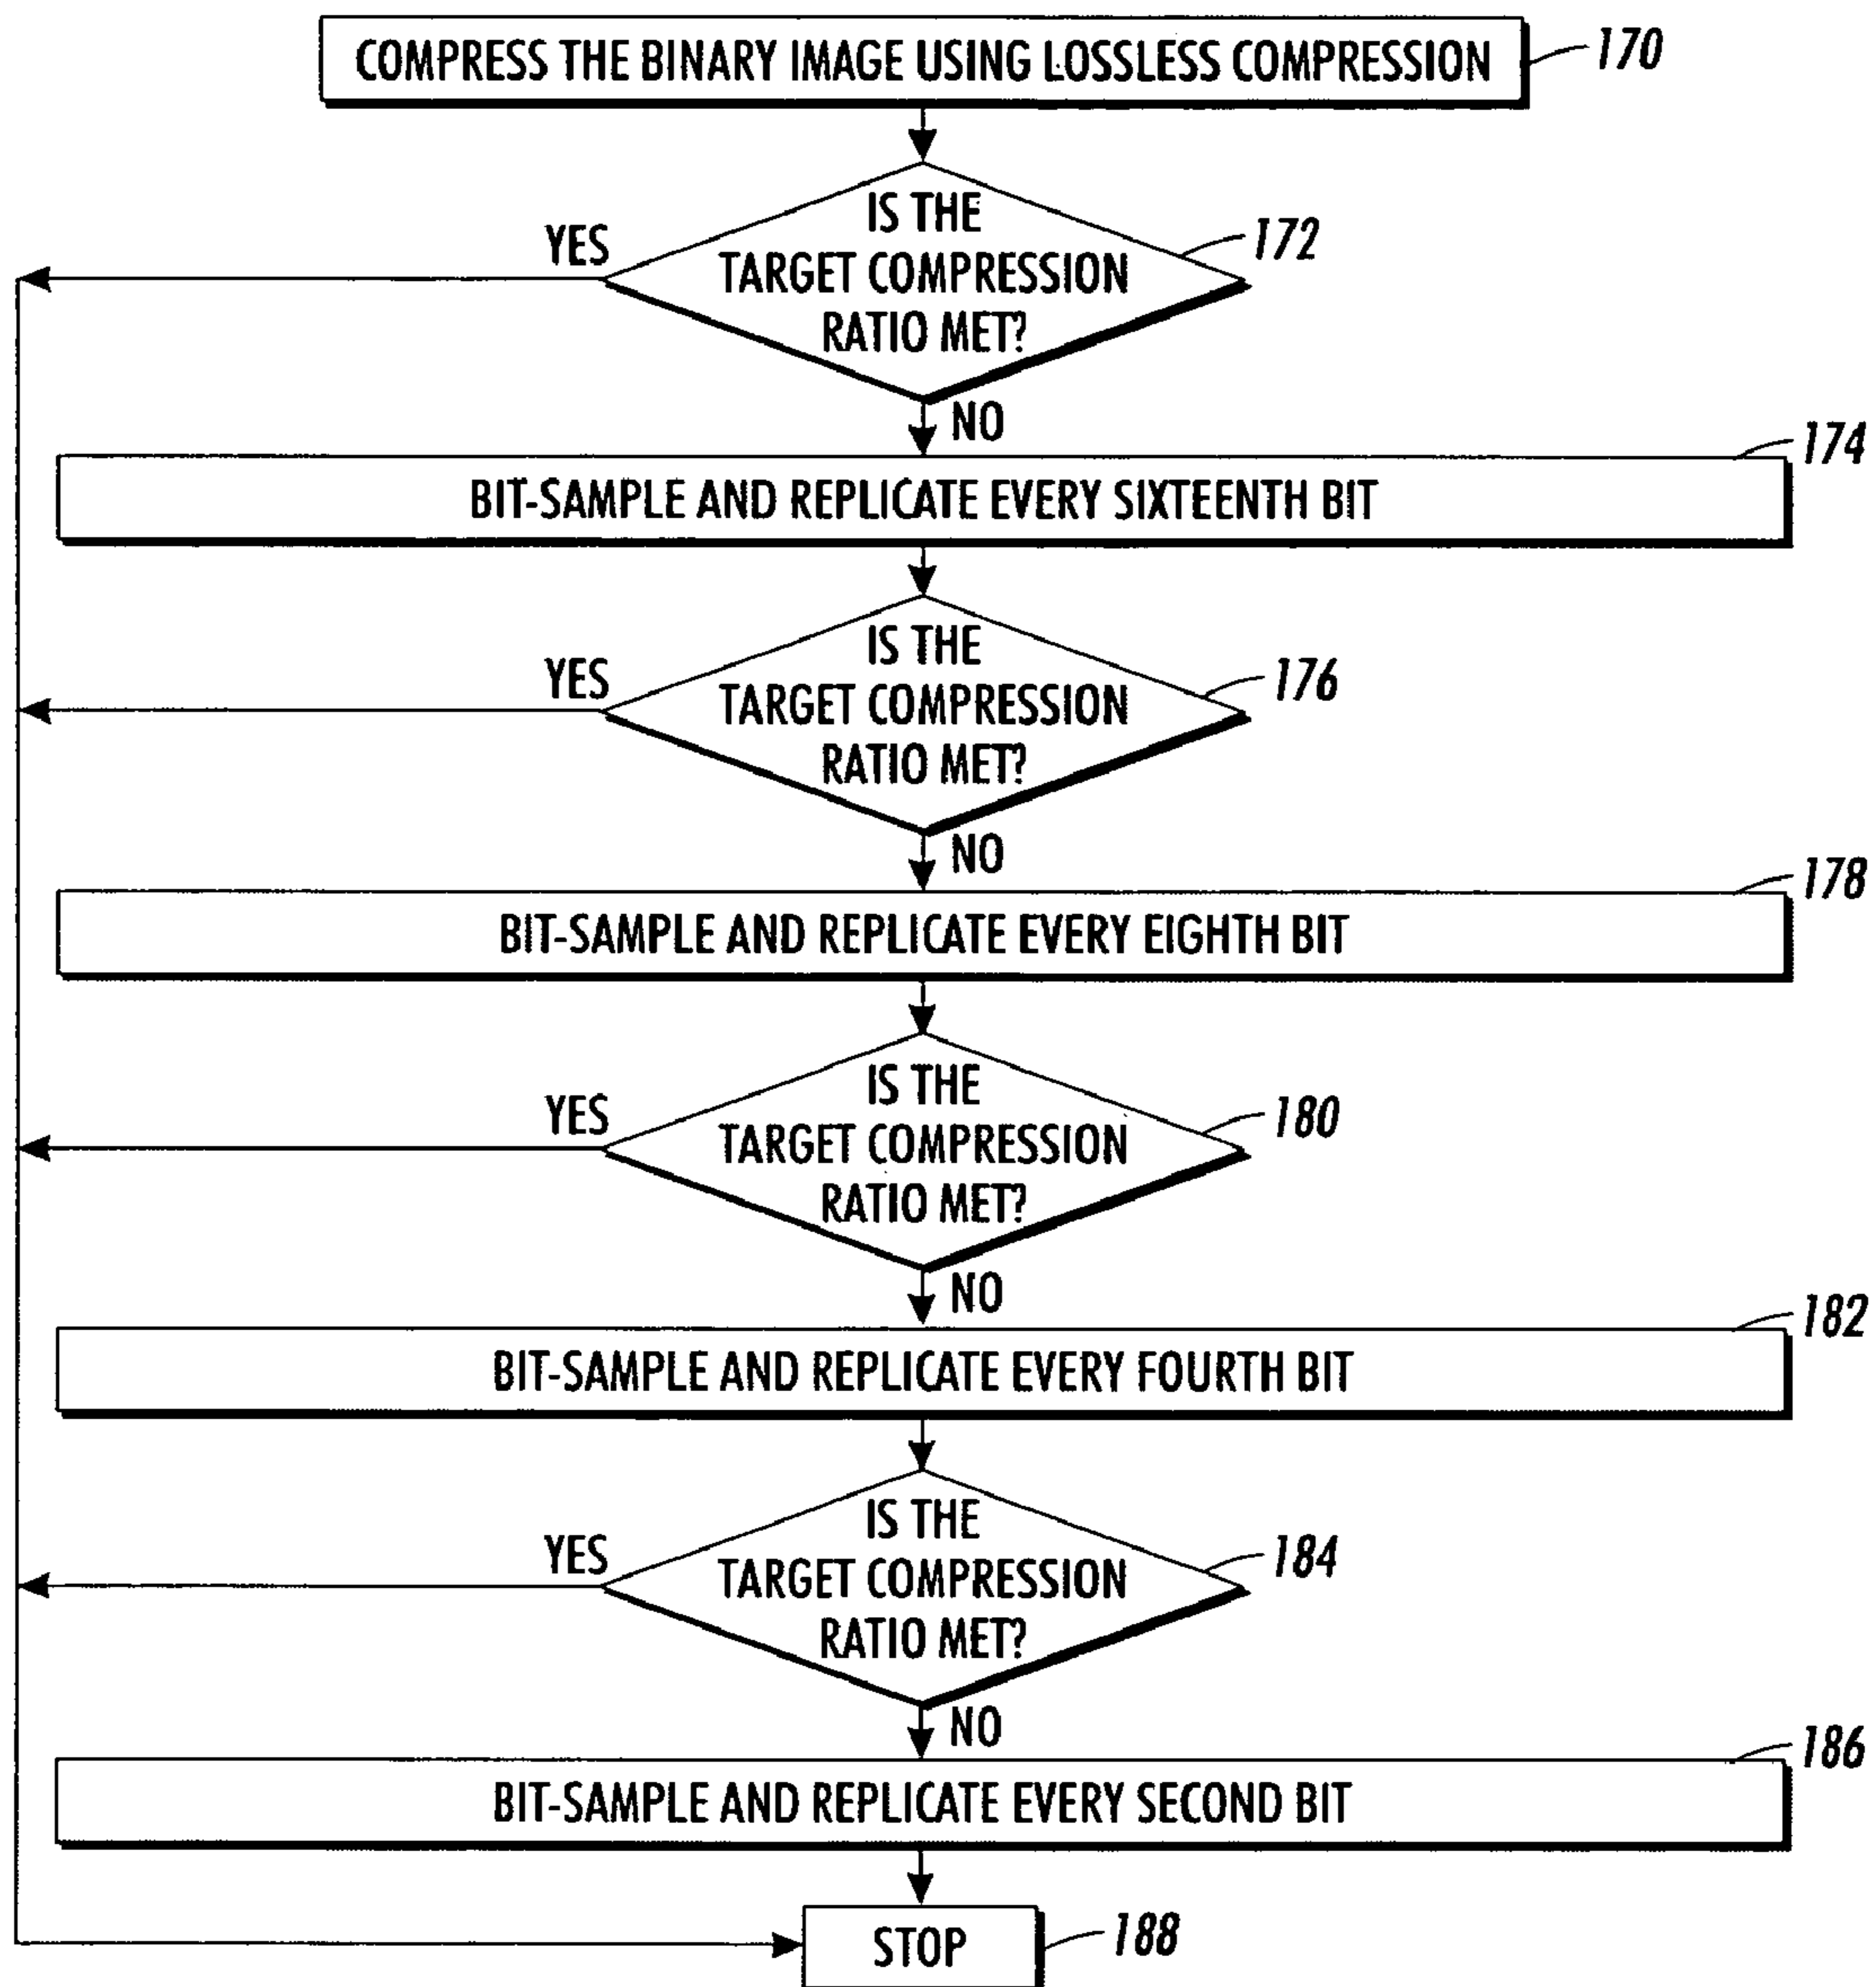 COMPRESS THE BINARY IMAGE USING LOSSLESS COMPRESSION
170
IS THE
TARGET COMPRESSION
RATIO MET?
172
YES
NO
174
BIT-SAMPLE AND REPLICATE EVERY SIXTEENTH BIT
IS THE
TARGET COMPRESSION
RATIO MET?
176
YES
NO
178
BIT-SAMPLE AND REPLICATE EVERY EIGHTH BIT
IS THE
TARGET COMPRESSION
RATIO MET?
180
YES
NO
182
BIT-SAMPLE AND REPLICATE EVERY FOURTH BIT
IS THE
TARGET COMPRESSION
RATIO MET?
184
YES
NO
186
BIT-SAMPLE AND REPLICATE EVERY SECOND BIT
STOP
188